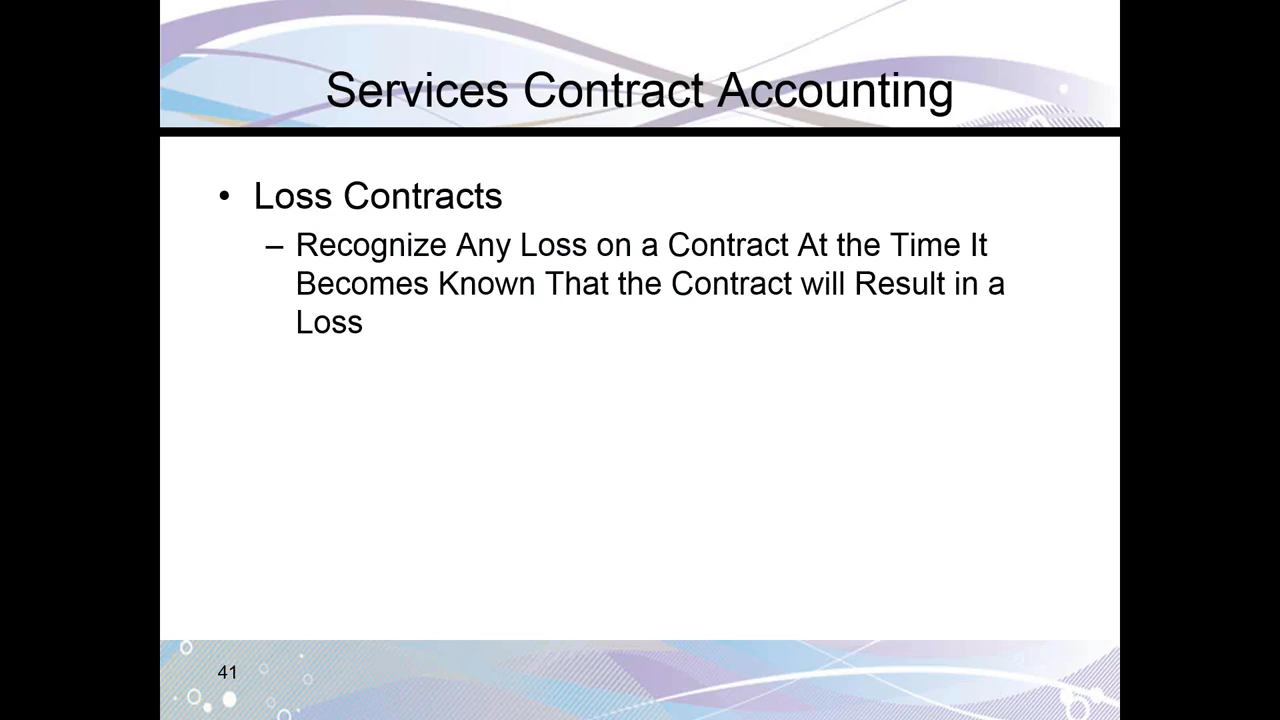 Services Contract Accounting
• Loss Contracts
– Recognize Any Loss on a Contract At the Time It
Becomes Known That the Contract will Result in a
Loss
41